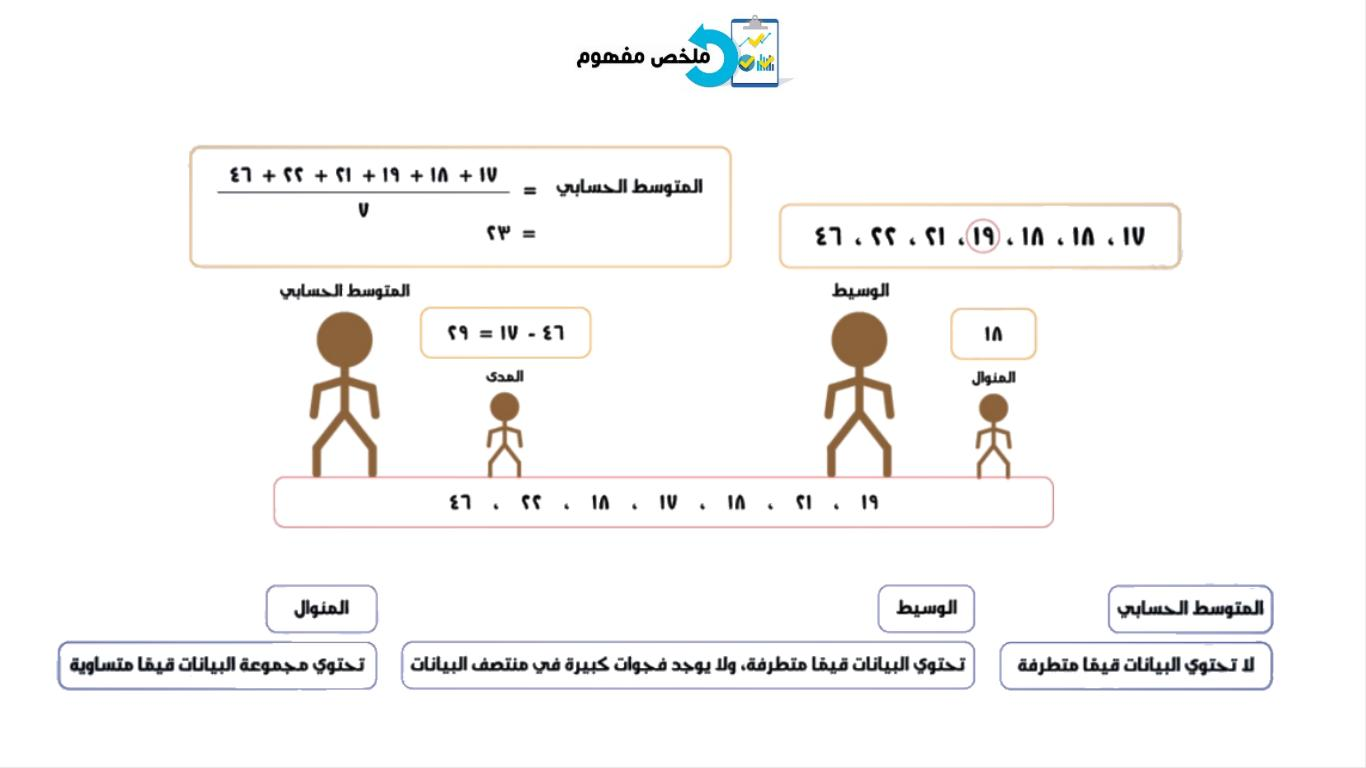 ملخص مفهوم
١٧ ، ١٨ ، ١٨ ، ١٩ ، ٢١ ، ٢٢ ، ٤٦
المتوسط الحسابي = ١٧ + ١٨ + ١٩ + ٢١ + ٢٢ + ٤٦
٧
= ٢٣
الوسيط
المتوسط الحسابي
١٨
٤٦ - ١٧ = ٢٩
المنوال
المدى
١٩ ، ٢١ ، ١٨ ، ١٧ ، ١٨ ، ٢٢ ، ٤٦
المتوسط الحسابي
لا تحتوي البيانات قيمًا متطرفة
الوسيط
تحتوي البيانات قيمًا متطرفة، ولا يوجد فجوات كبيرة في منتصف البيانات
المنوال
تحتوي مجموعة البيانات قيمًا متساوية